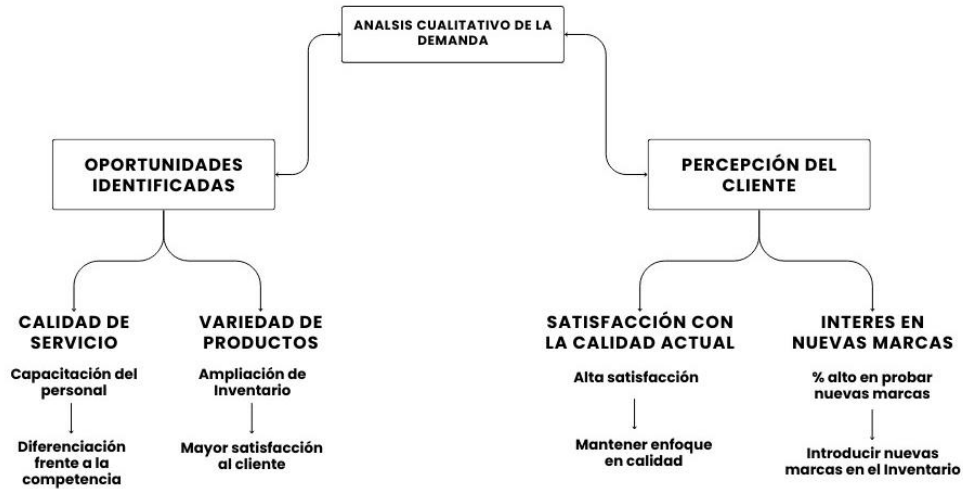 ANALSIS CUALITATIVO DE LA
DEMANDA
OPORTUNIDADES
IDENTIFICADAS
PERCEPCIÓN DEL
CLIENTE
CALIDAD DE
SERVICIO
Capacitación del
personal
Diferenciación
frente a la
competencia
VARIEDAD DE
PRODUCTOS
Ampliación de
Inventario
Mayor satisfacción
al cliente
SATISFACCIÓN CON
LA CALIDAD ACTUAL
Alta satisfacción
Mantener enfoque
en calidad
INTERES EN
NUEVAS MARCAS
% alto en probar
nuevas marcas
Introducir nuevas
marcas en el Inventario